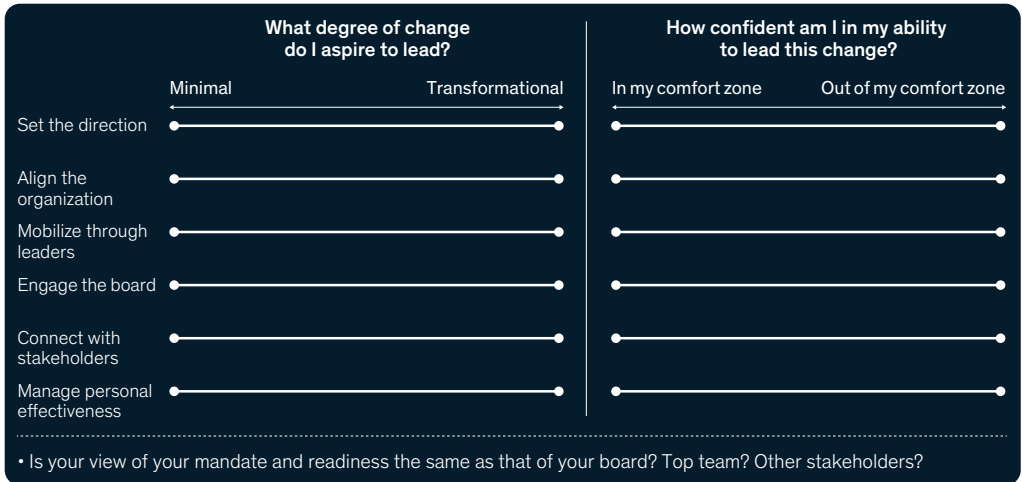 What degree of change
do I aspire to lead?
How confident am I in my ability
to lead this change?
Minimal
Transformational
In my comfort zone
Out of my comfort zone
Set the direction
Align the
organization
Mobilize through
leaders
Engage the board
Connect with
stakeholders
Manage personal
effectiveness
• Is your view of your mandate and readiness the same as that of your board? Top team? Other stakeholders?